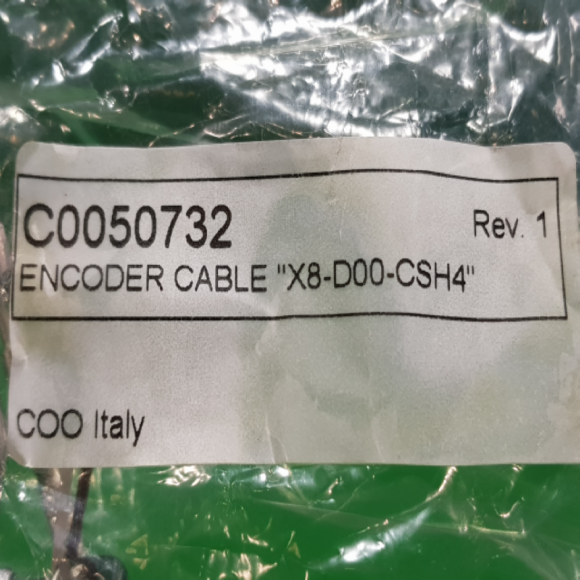 C0050732 Rev. 1
ENCODER CABLE "X8-D00-CSH4"
COO Italy